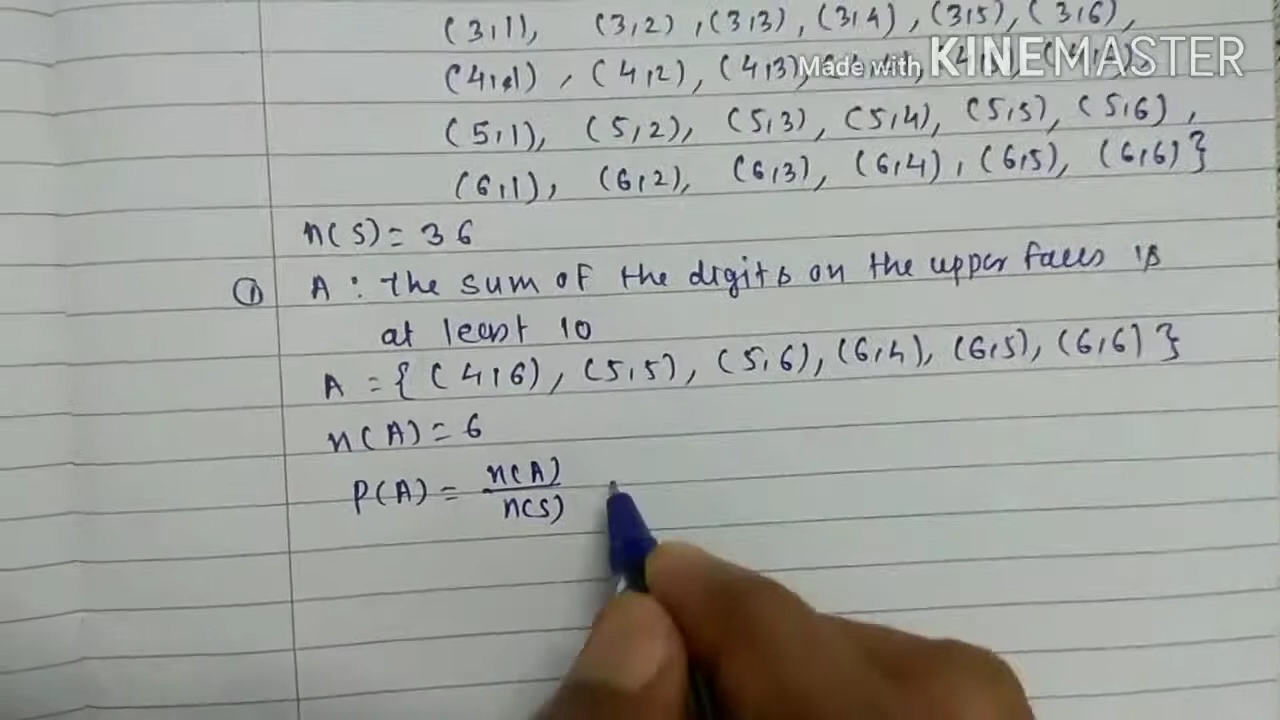 (3,1), (3,2), (3,3), (3,4), (3,5), (3,6),
Made with KINEMASTER
(4,1), (4,2), (4,3),
(5,1), (5,2), (5,3), (5,4), (5,5), (5,6),
(6,1), (6,2), (6,3), (6,4), (6,5), (6,6)}
n(S) = 36
① A : the sum of the digits on the upper faces is
at least 10
A = { (4,6), (5,5), (5,6), (6,4), (6,5), (6,6) }
n(A) = 6
P(A) = n(A)
n(S)